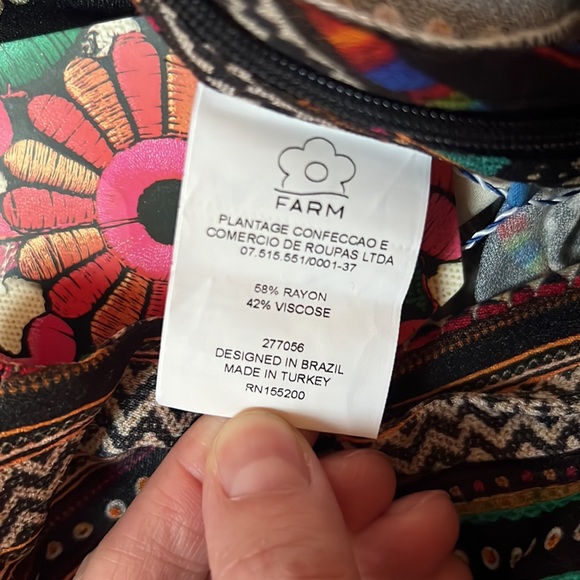 FARM
PLANTAGE CONFECCAO E
COMERCIO DE ROUPAS LTDA
07.515.551/0001-37
58% RAYON
42% VISCOSE
277056
DESIGNED IN BRAZIL
MADE IN TURKEY
RN155200